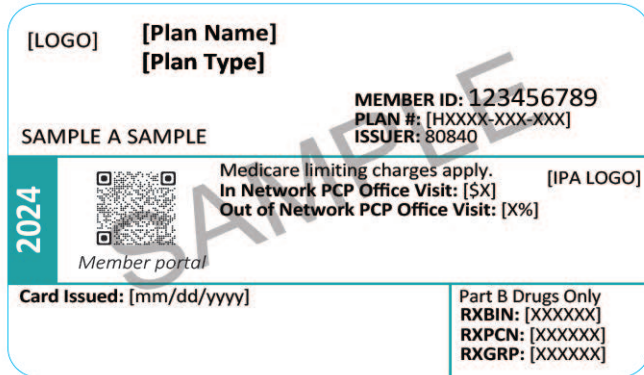 [LOGO]
[Plan Name]
[Plan Type]
MEMBER ID: 123456789
PLAN #: [HXXXX-XXX-XXX]
ISSUER: 80840
SAMPLE A SAMPLE
SAMPLE
2024
Medicare limiting charges apply.
In Network PCP Office Visit: [$X]
Out of Network PCP Office Visit: [X%]
[IPA LOGO]
Member portal
Card Issued: [mm/dd/yyyy]
Part B Drugs Only
RXBIN: [XXXXXX]
RXPCN: [XXXXXX]
RXGRP: [XXXXXX]